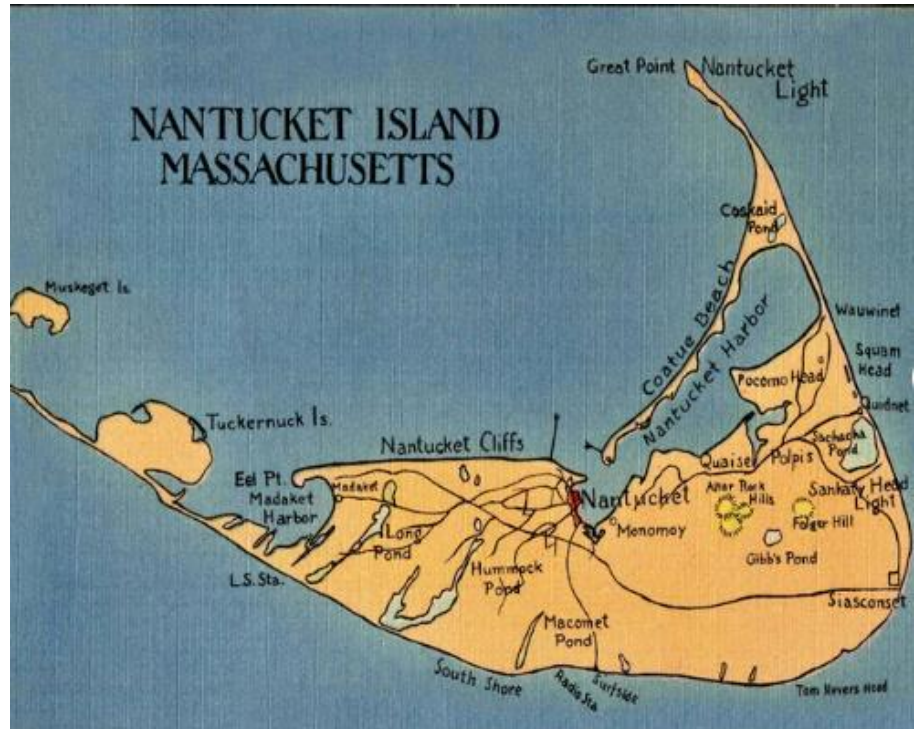 NANTUCKET ISLAND
MASSACHUSETTS
Great Point
Nantucket
Light
Coskaid
Pond
Muskeget Is.
Coatue Beach
Nantucket Harbor
Wauwinet
Squam
Head
Pocomo Head
Quidnet
Tuckernuck Is.
Nantucket Cliffs
Sachacha
Pond
Quaise
Polpis
Eel Pt.
Madaket
Harbor
Madaket
Nantucket
Altar Rock
Hills
Sankaty Head
Light
Long
Pond
Monomoy
Folger Hill
Gibb's Pond
L.S. Sta.
Hummock
Pond
Siasconset
Macomet
Pond
South Shore
Radio Sta
Surfside
Tom Nevers Head